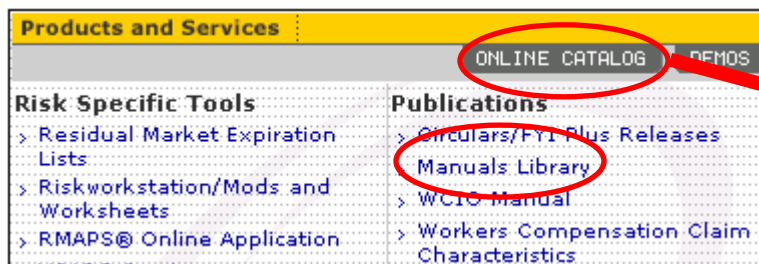 Products and Services
ONLINE CATALOG
DEMOS
Risk Specific Tools
> Residual Market Expiration
Lists
> Riskworkstation/Mods and
Worksheets
> RMAPS® Online Application
Publications
> Circulars/FYI Plus Releases
> Manuals Library
> WCIO Manual
> Workers Compensation Claim
Characteristics